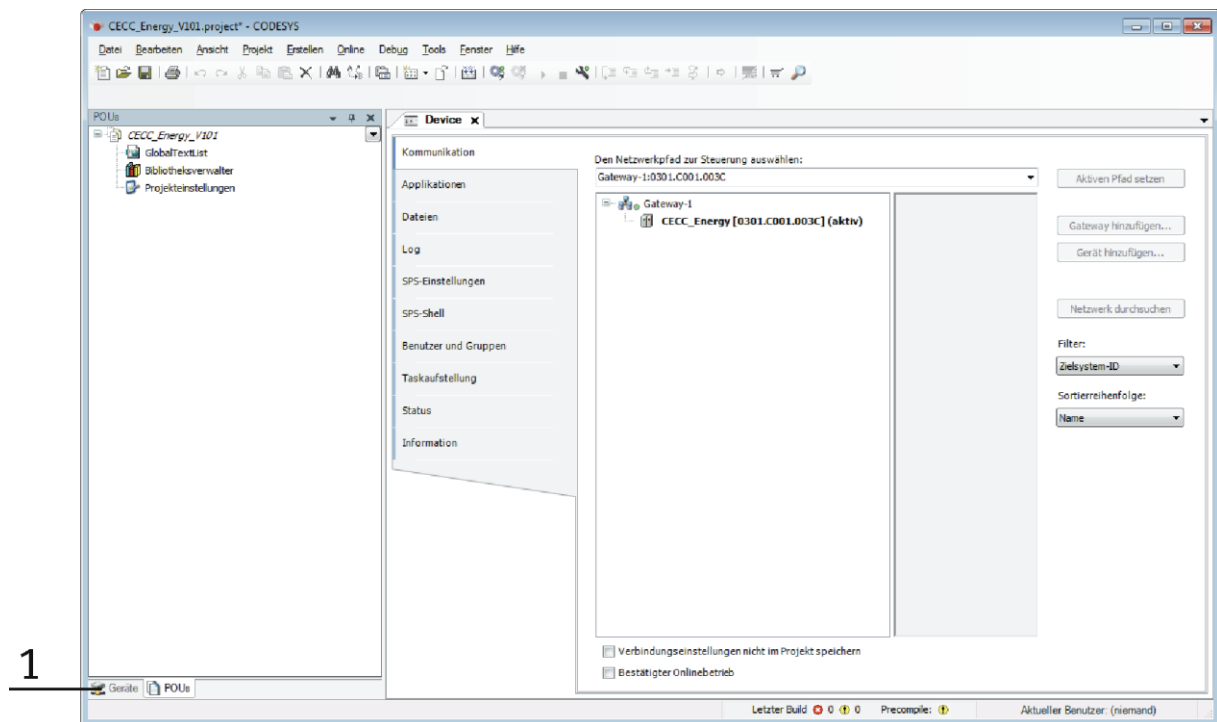 CECC_Energy_V101.project* - CODESYS
Datei Bearbeiten Ansicht Projekt Erstellen Online Debug Tools Fenster Hilfe
POUs
CECC_Energy_V101
GlobalTextList
Bibliotheksverwalter
Projekteinstellungen
Geräte POUs
1
Device
Kommunikation
Applikationen
Dateien
Log
SPS-Einstellungen
SPS-Shell
Benutzer und Gruppen
Taskaufstellung
Status
Information
Den Netzwerkpfad zur Steuerung auswählen:
Gateway-1:0301.C001.003C
Gateway-1
CECC_Energy [0301.C001.003C] (aktiv)
Aktiven Pfad setzen
Gateway hinzufügen...
Gerät hinzufügen...
Netzwerk durchsuchen
Filter:
Zielsystem-ID
Sortierreihenfolge:
Name
Verbindungseinstellungen nicht im Projekt speichern
Bestätigter Onlinebetrieb
Letzter Build 0 0 Precompile: Aktueller Benutzer: (niemand)